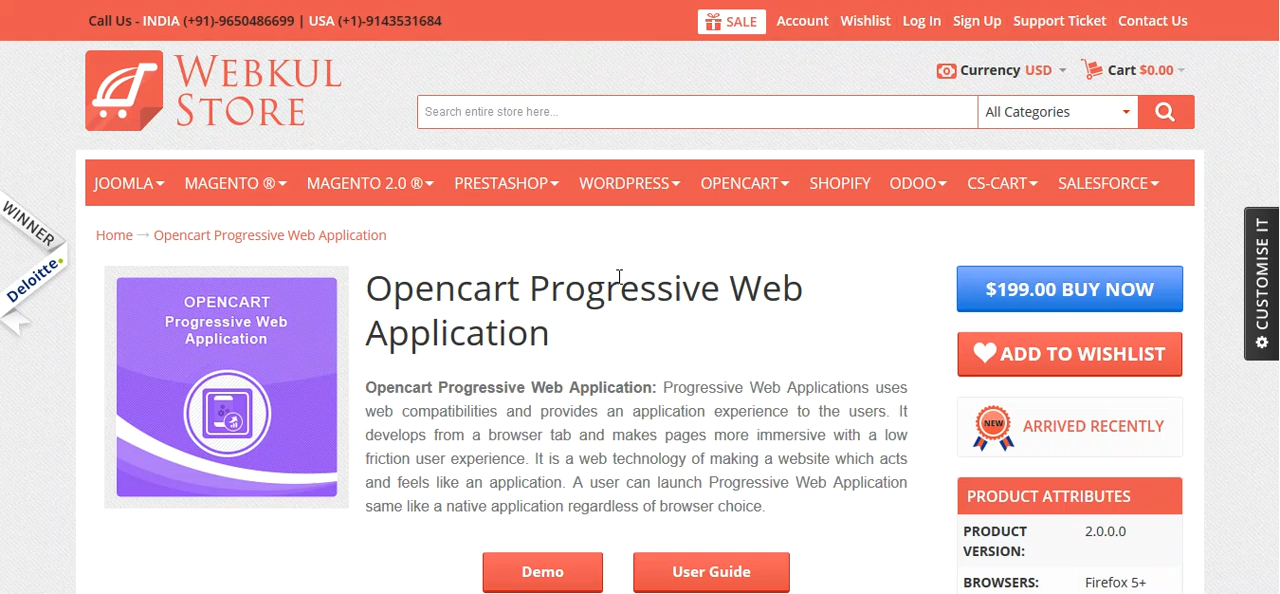 Call Us - INDIA (+91)-9650486699 | USA (+1)-9143531684
SALE Account Wishlist Log In Sign Up Support Ticket Contact Us
WEBKUL
STORE
Currency USD Cart $0.00
Search entire store here... All Categories
JOOMLA MAGENTO ® MAGENTO 2.0 ® PRESTASHOP WORDPRESS OPENCART SHOPIFY ODOO CS-CART SALESFORCE
WINNER
Deloitte.
CUSTOMISE IT
Home → Opencart Progressive Web Application
OPENCART
Progressive Web
Application
Opencart Progressive Web
Application
Opencart Progressive Web Application: Progressive Web Applications uses
web compatibilities and provides an application experience to the users. It
develops from a browser tab and makes pages more immersive with a low
friction user experience. It is a web technology of making a website which acts
and feels like an application. A user can launch Progressive Web Application
same like a native application regardless of browser choice.
Demo User Guide
$199.00 BUY NOW
ADD TO WISHLIST
NEW ARRIVED RECENTLY
PRODUCT ATTRIBUTES
PRODUCT 2.0.0.0
VERSION:
BROWSERS: Firefox 5+